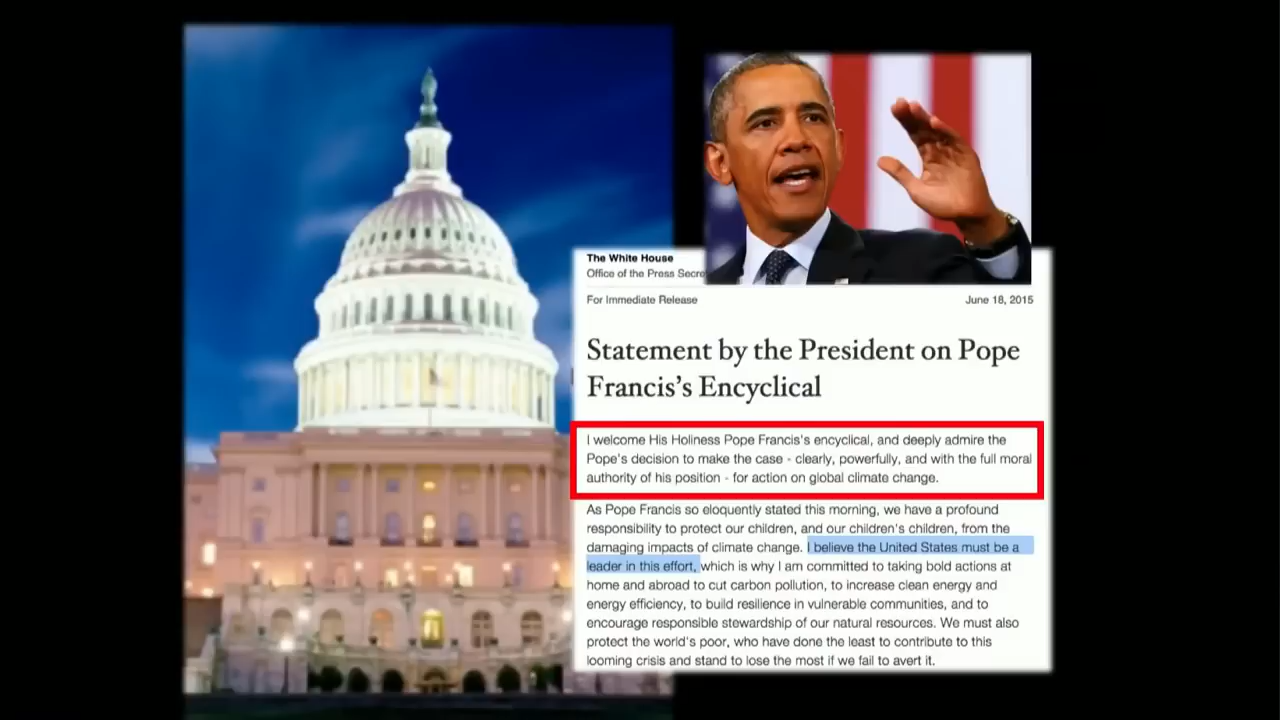 The White House
Office of the Press Secre
For Immediate Release
June 18, 2015
Statement by the President on Pope
Francis's Encyclical
I welcome His Holiness Pope Francis's encyclical, and deeply admire the
Pope's decision to make the case - clearly, powerfully, and with the full moral
authority of his position - for action on global climate change.
As Pope Francis so eloquently stated this morning, we have a profound
responsibility to protect our children, and our children's children, from the
damaging impacts of climate change. I believe the United States must be a
leader in this effort, which is why I am committed to taking bold actions at
home and abroad to cut carbon pollution, to increase clean energy and
energy efficiency, to build resilience in vulnerable communities, and to
encourage responsible stewardship of our natural resources. We must also
protect the world's poor, who have done the least to contribute to this
looming crisis and stand to lose the most if we fail to avert it.